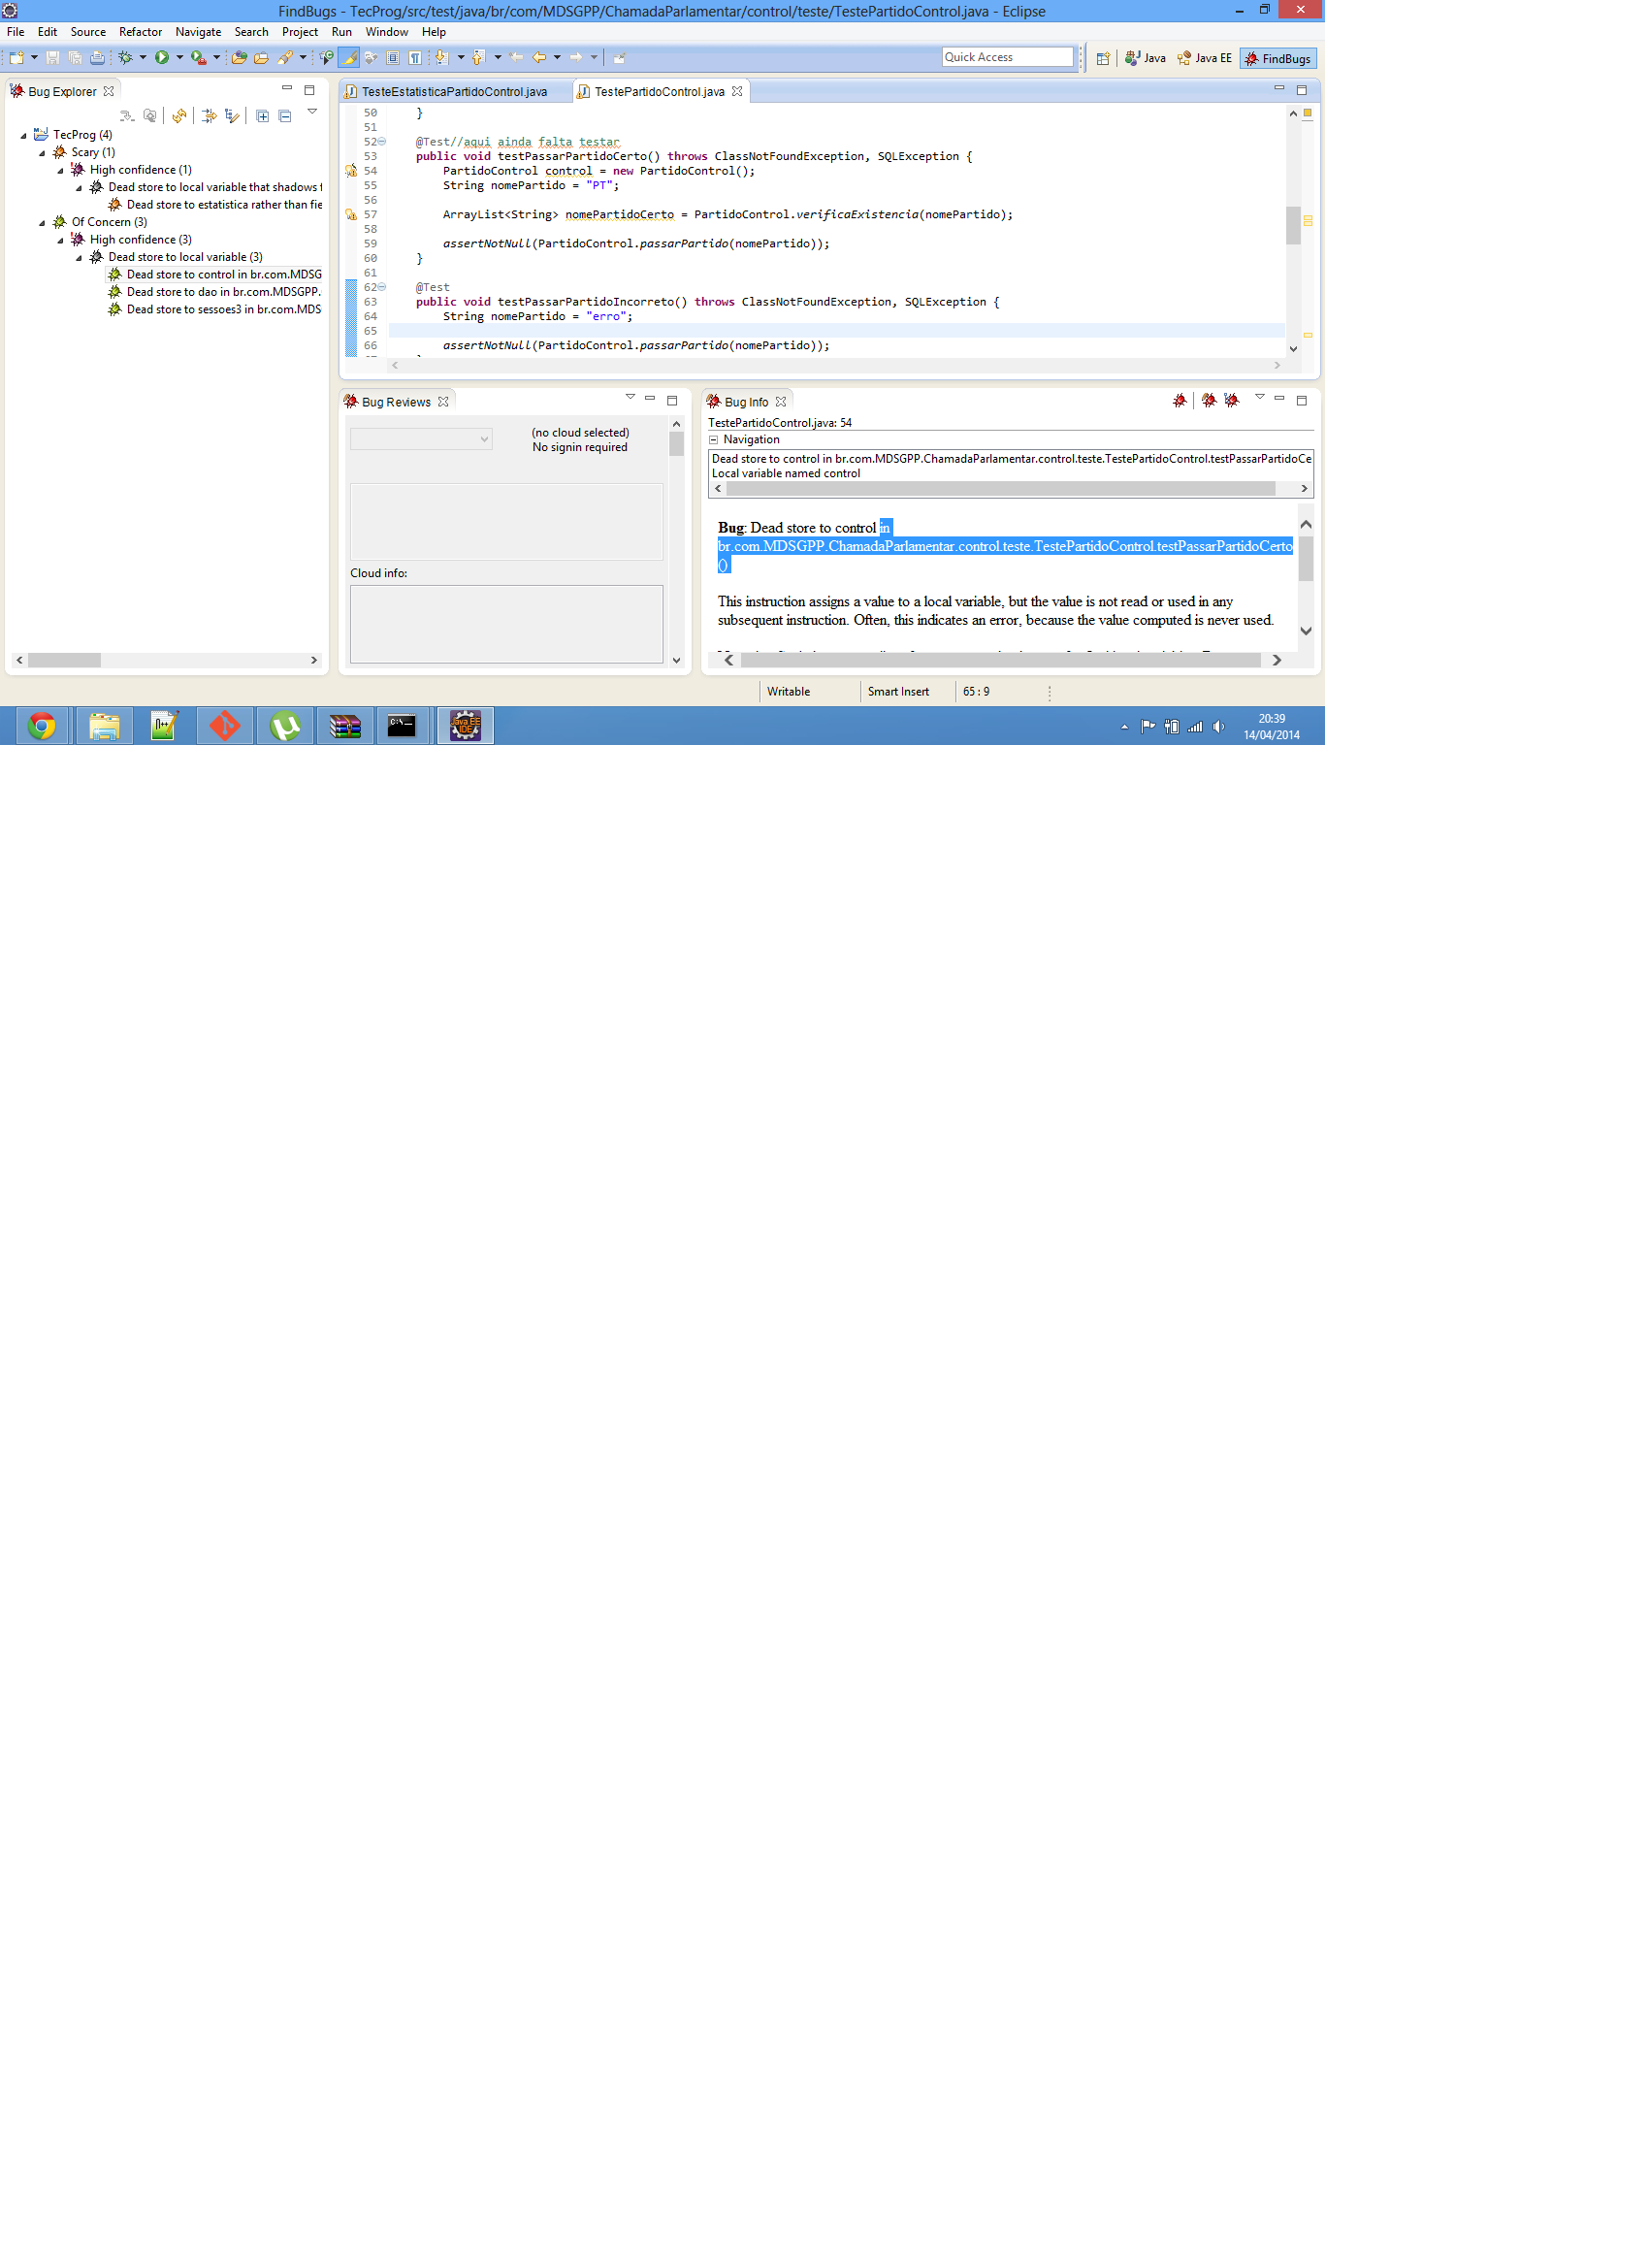 FindBugs - TecProg/src/test/java/br/com/MDSGPP/ChamadaParlamentar/control/teste/TestePartidoControl.java - Eclipse
File Edit Source Refactor Navigate Search Project Run Window Help
Quick Access
Java
Java EE
FindBugs
Bug Explorer
TecProg (4)
Scary (1)
High confidence (1)
Dead store to local variable that shadows f
Dead store to estatistica rather than fie
Of Concern (3)
High confidence (3)
Dead store to local variable (3)
Dead store to control in br.com.MDSG
Dead store to dao in br.com.MDSGPP.
Dead store to sessoes3 in br.com.MDS
TesteEstatisticaPartidoControl.java
TestePartidoControl.java
50 }
51
52 @Test//aqui ainda falta testar
53 public void testPassarPartidoCerto() throws ClassNotFoundException, SQLException {
54 PartidoControl control = new PartidoControl();
55 String nomePartido = "PT";
56
57 ArrayList<String> nomePartidoCerto = PartidoControl.verificaExistencia(nomePartido);
58
59 assertNotNull(PartidoControl.passarPartido(nomePartido));
60 }
61
62 @Test
63 public void testPassarPartidoIncorreto() throws ClassNotFoundException, SQLException {
64 String nomePartido = "erro";
65
66 assertNotNull(PartidoControl.passarPartido(nomePartido));
Bug Reviews
(no cloud selected)
No signin required
Cloud info:
Bug Info
TestePartidoControl.java: 54
Navigation
Dead store to control in br.com.MDSGPP.ChamadaParlamentar.control.teste.TestePartidoControl.testPassarPartidoCe
Local variable named control
Bug: Dead store to control in
br.com.MDSGPP.ChamadaParlamentar.control.teste.TestePartidoControl.testPassarPartidoCerto
()
This instruction assigns a value to a local variable, but the value is not read or used in any
subsequent instruction. Often, this indicates an error, because the value computed is never used.
Writable
Smart Insert
65 : 9
20:39
14/04/2014